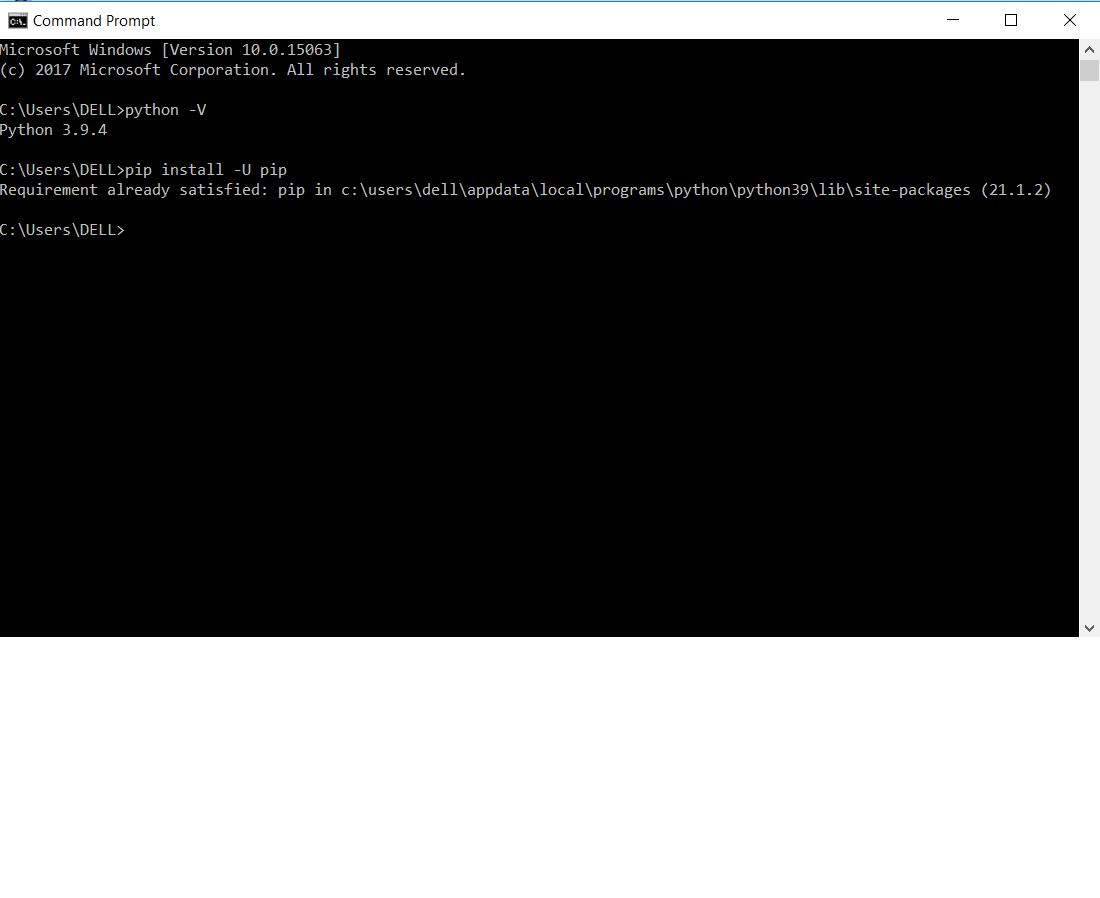 Command Prompt
Microsoft Windows [Version 10.0.15063]
(c) 2017 Microsoft Corporation. All rights reserved.
C:\Users\DELL>python -V
Python 3.9.4
C:\Users\DELL>pip install -U pip
Requirement already satisfied: pip in c:\users\dell\appdata\local\programs\python\python39\lib\site-packages (21.1.2)
C:\Users\DELL>